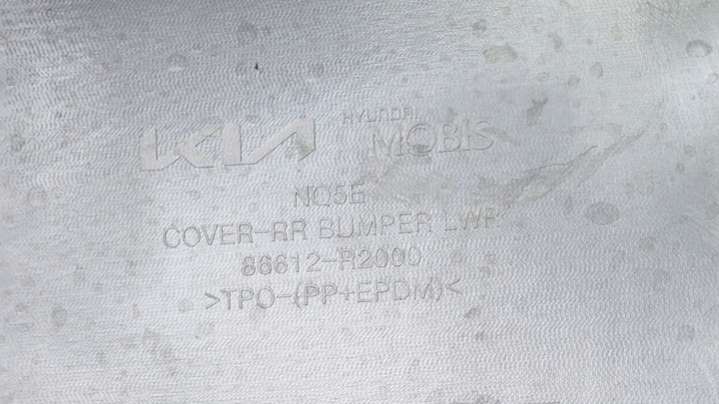 KIA
HYUNDAI
MOBIS
NQ5E
COVER-RR BUMPER LWR
86612-R2000
>TPO-(PP+EPDM)<